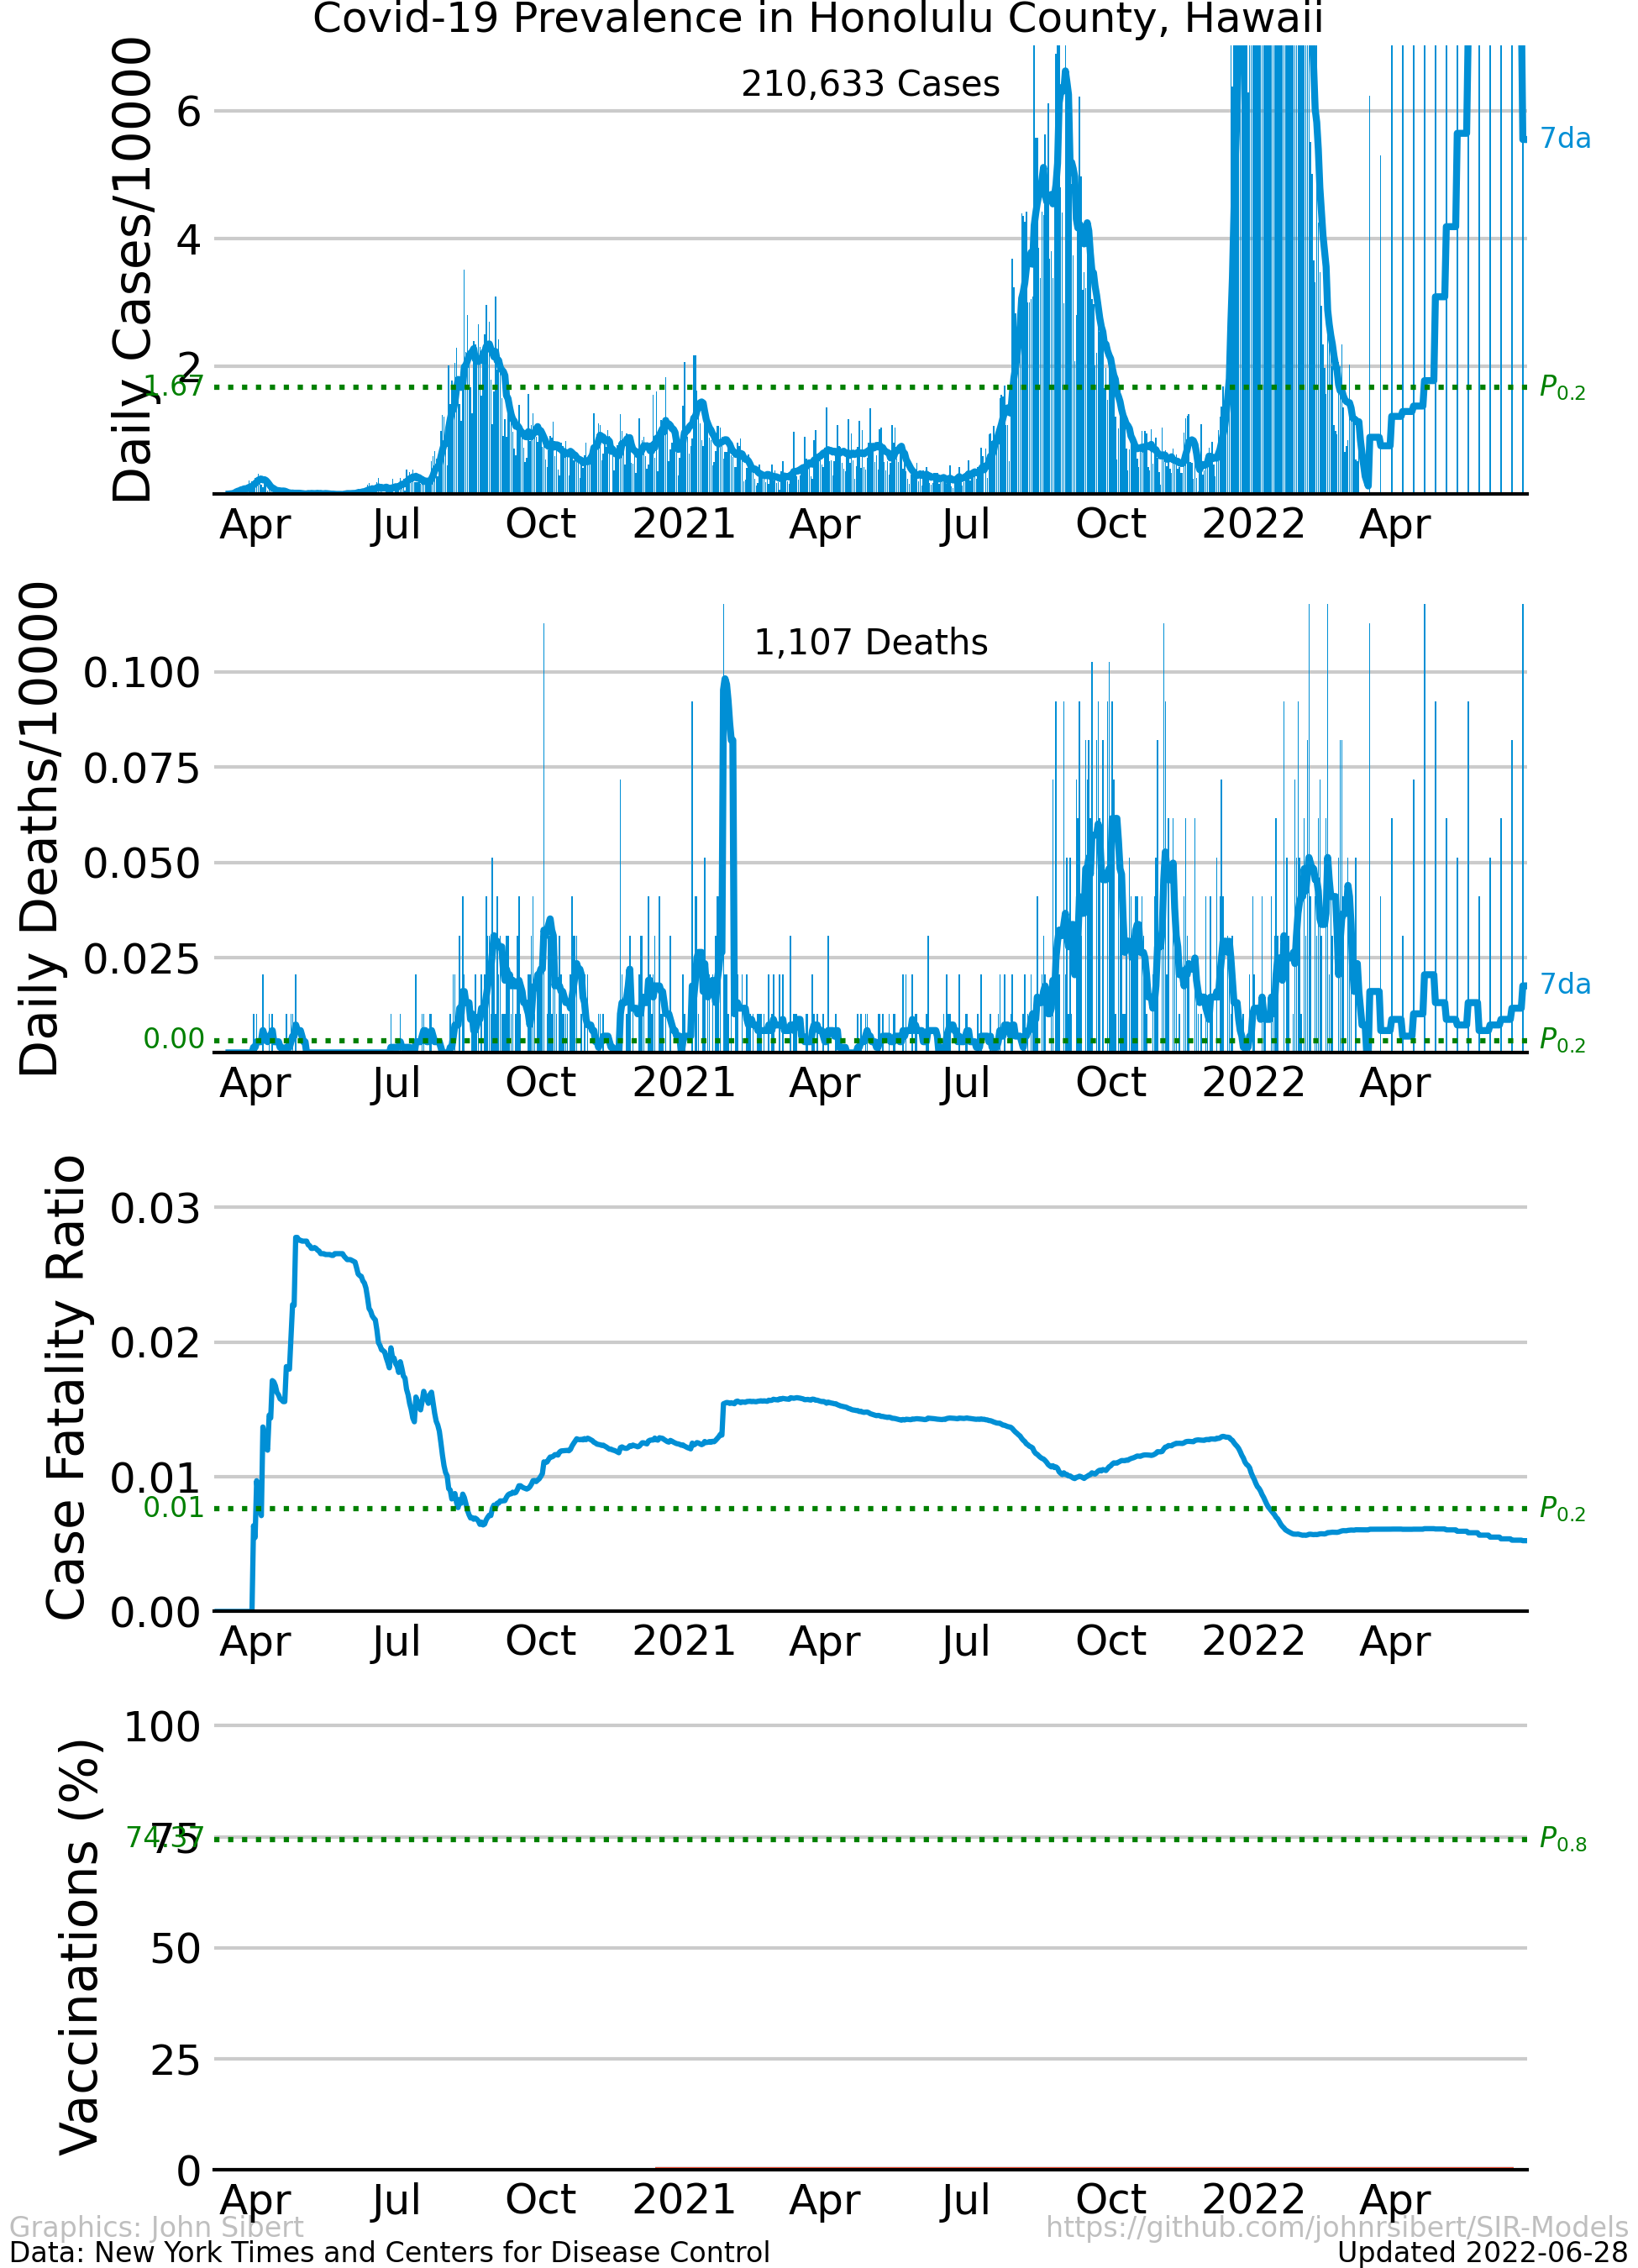 Covid-19 Prevalence in Honolulu County, Hawaii
Daily Cases/10000
210,633 Cases
6
4
2
1.67
7da
P0.2
Apr Jul Oct 2021 Apr Jul Oct 2022 Apr
Daily Deaths/10000
1,107 Deaths
0.100
0.075
0.050
0.025
0.00
7da
P0.2
Apr Jul Oct 2021 Apr Jul Oct 2022 Apr
Case Fatality Ratio
0.03
0.02
0.01
0.01
0.00
P0.2
Apr Jul Oct 2021 Apr Jul Oct 2022 Apr
Vaccinations (%)
100
75
74.37
50
25
0
P0.8
Apr Jul Oct 2021 Apr Jul Oct 2022 Apr
Graphics: John Sibert https://github.com/johnrsibert/SIR-Models
Data: New York Times and Centers for Disease Control Updated 2022-06-28